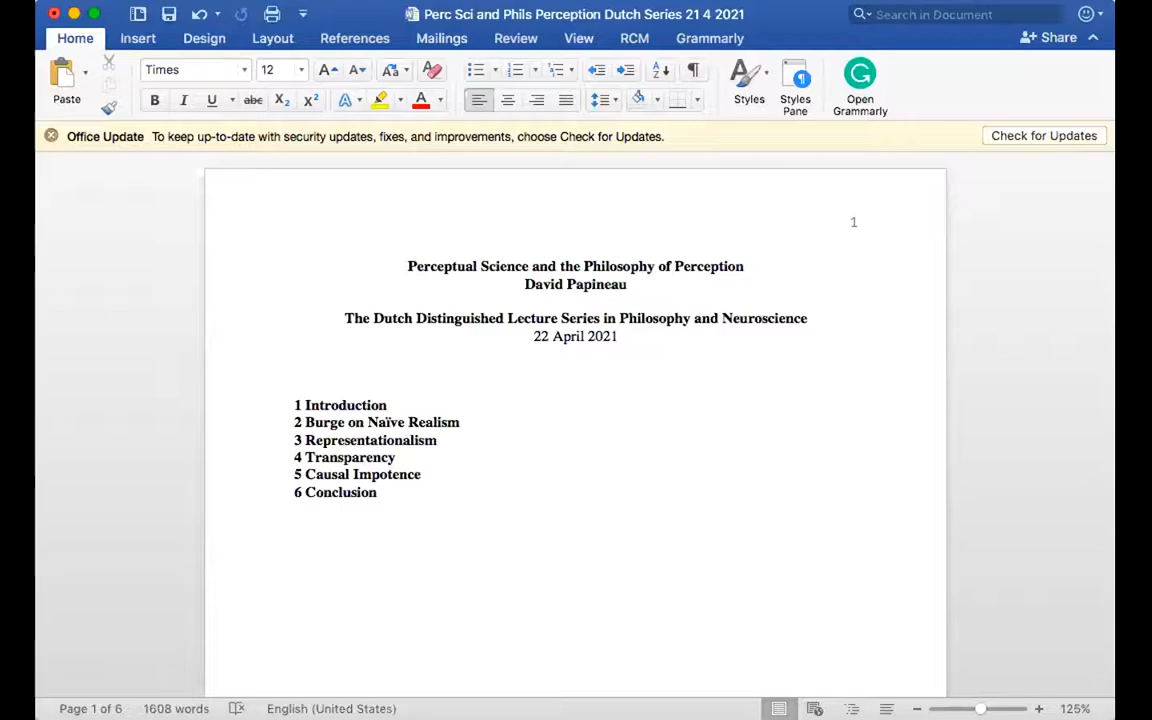 Perc Sci and Phils Perception Dutch Series 21 4 2021
Search in Document
Home Insert Design Layout References Mailings Review View RCM Grammarly
Share
Times 12
Paste
Styles
Styles Pane
Open Grammarly
Office Update To keep up-to-date with security updates, fixes, and improvements, choose Check for Updates.
Check for Updates
1
Perceptual Science and the Philosophy of Perception
David Papineau
The Dutch Distinguished Lecture Series in Philosophy and Neuroscience
22 April 2021
1 Introduction
2 Burge on Naïve Realism
3 Representationalism
4 Transparency
5 Causal Impotence
6 Conclusion
Page 1 of 6 1608 words English (United States) 125%